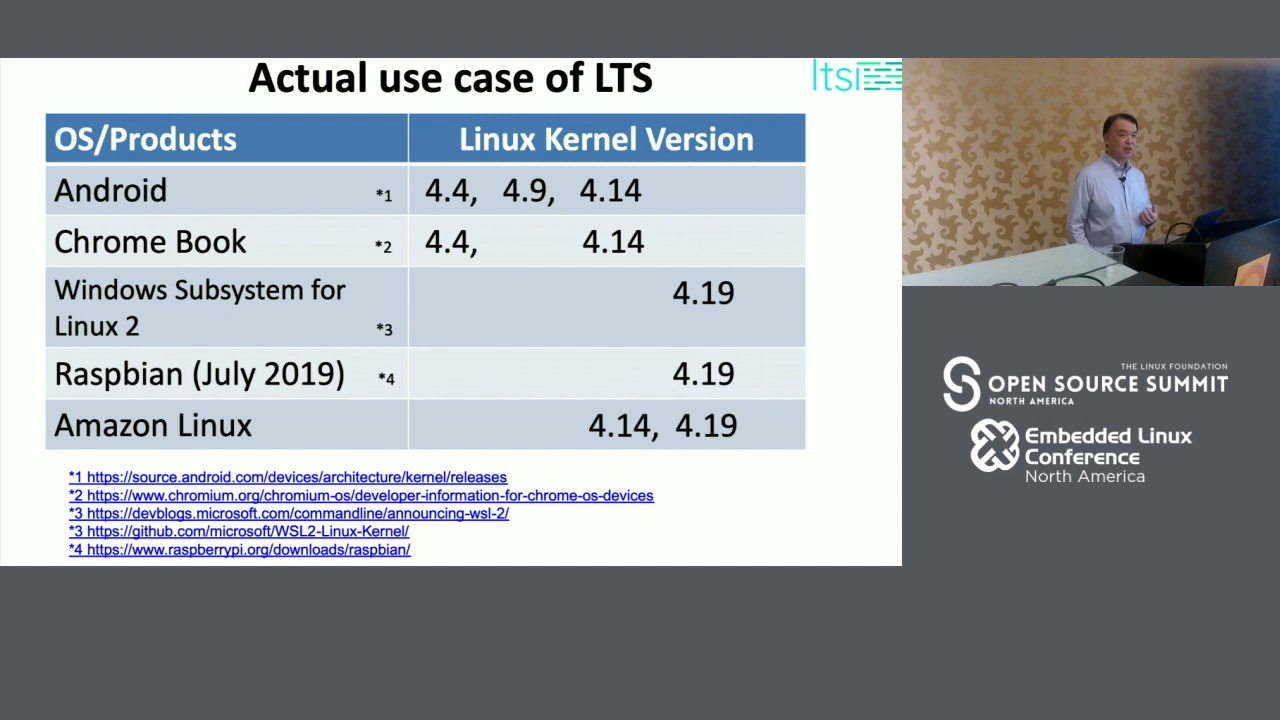 Actual use case of LTS
ltsi
OS/Products Linux Kernel Version
Android *1 4.4, 4.9, 4.14
Chrome Book *2 4.4, 4.14
Windows Subsystem for
Linux 2 *3 4.19
Raspbian (July 2019) *4 4.19
Amazon Linux 4.14, 4.19
*1 https://source.android.com/devices/architecture/kernel/releases
*2 https://www.chromium.org/chromium-os/developer-information-for-chrome-os-devices
*3 https://devblogs.microsoft.com/commandline/announcing-wsl-2/
*3 https://github.com/microsoft/WSL2-Linux-Kernel/
*4 https://www.raspberrypi.org/downloads/raspbian/
THE LINUX FOUNDATION
OPEN SOURCE SUMMIT
NORTH AMERICA
Embedded Linux
Conference
North America